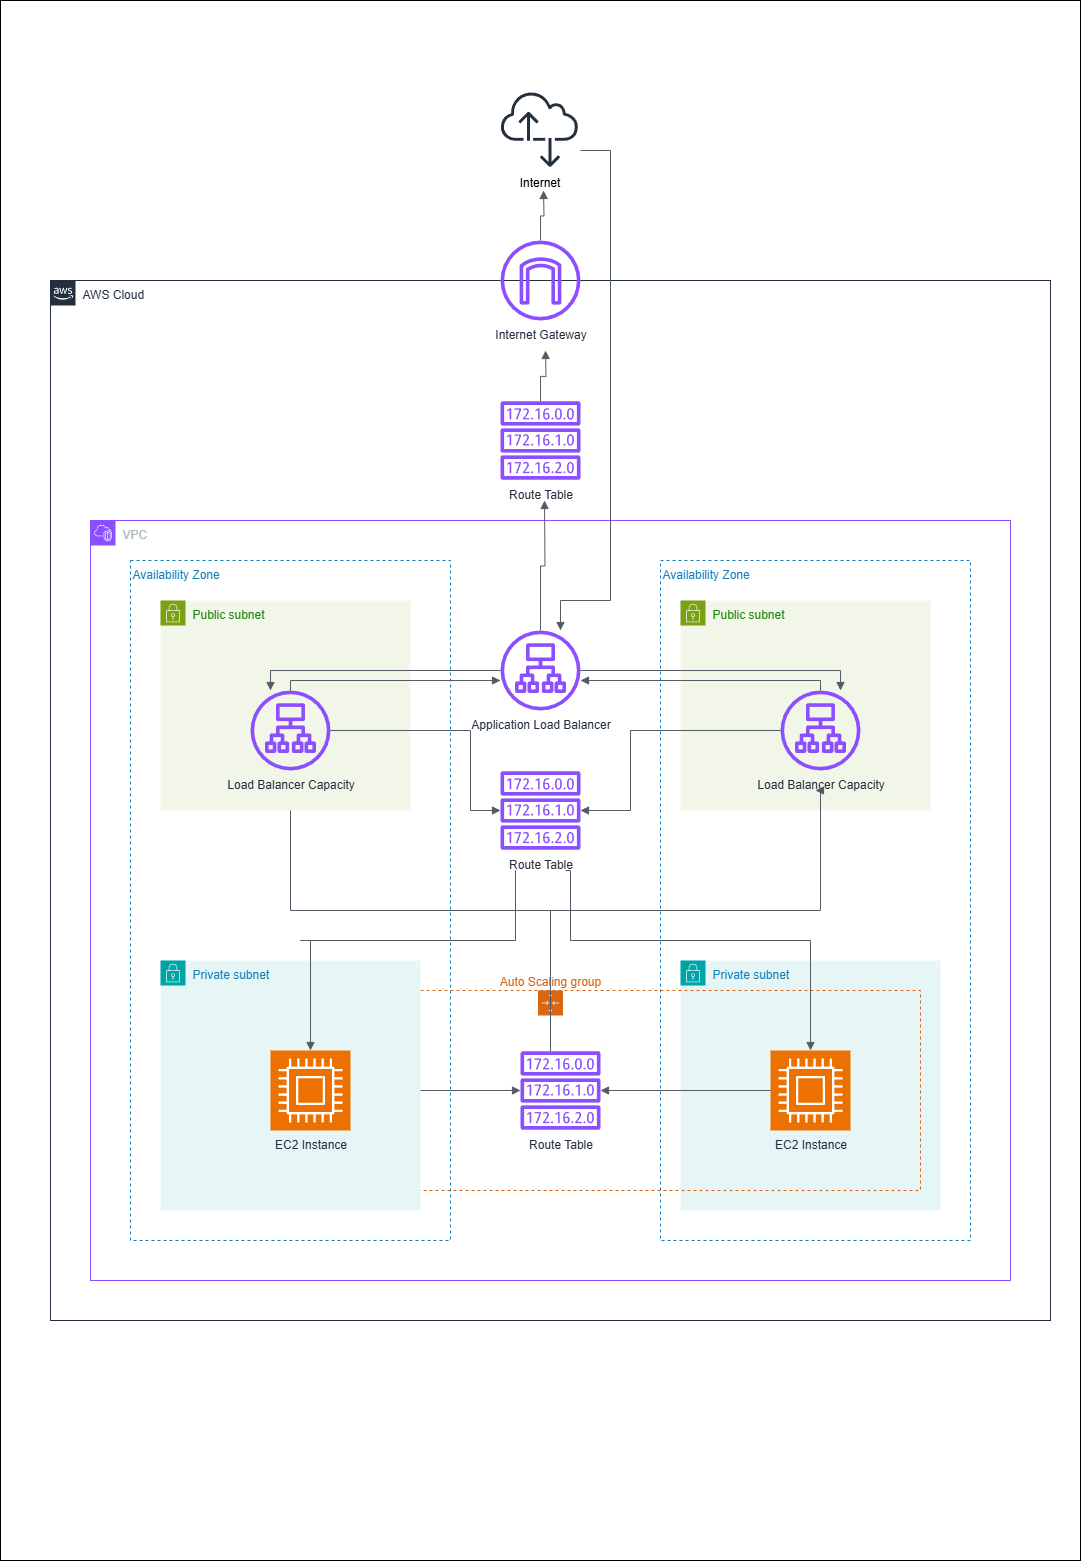 Internet
aws
AWS Cloud
Internet Gateway
172.16.0.0
172.16.1.0
172.16.2.0
Route Table
VPC
Availability Zone
Availability Zone
Public subnet
Public subnet
Application Load Balancer
Load Balancer Capacity
Load Balancer Capacity
172.16.0.0
172.16.1.0
172.16.2.0
Route Table
Private subnet
Auto Scaling group
Private subnet
172.16.0.0
172.16.1.0
172.16.2.0
EC2 Instance
Route Table
EC2 Instance